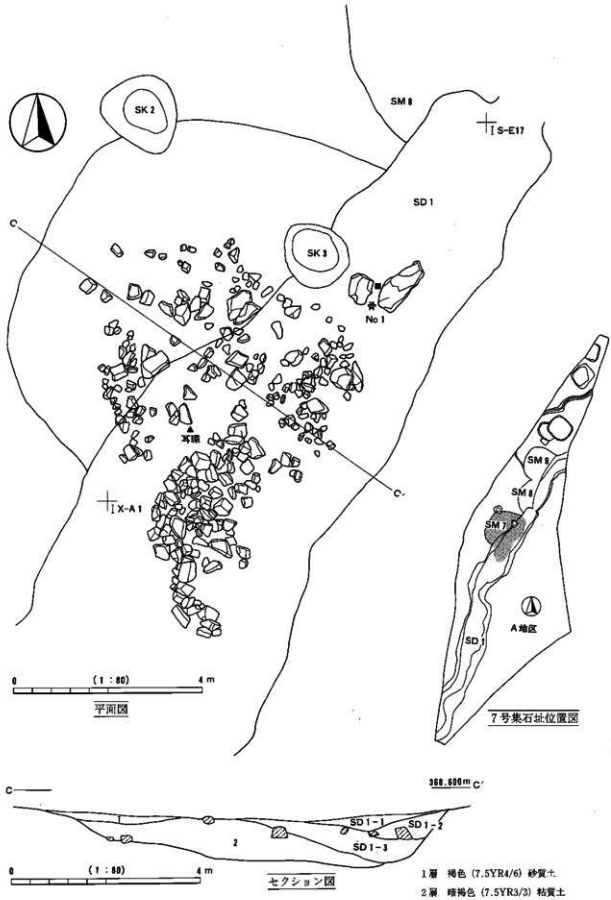 SK 2
SM 8
I S-E17
SD 1
C
SK 3
骨
No 1
耳環
I X-A 1
C'
0 (1 : 80) 4 m
平面図
SM 9
SM 8
SM 7
SD 1
A地区
7号集石址位置図
C 368.600m C'
1
SD 1-1
SD 1-2
2
SD 1-3
0 (1 : 80) 4 m
セクション図
1層 褐色 (7.5YR4/6) 砂質土
2層 暗褐色 (7.5YR3/3) 粘質土